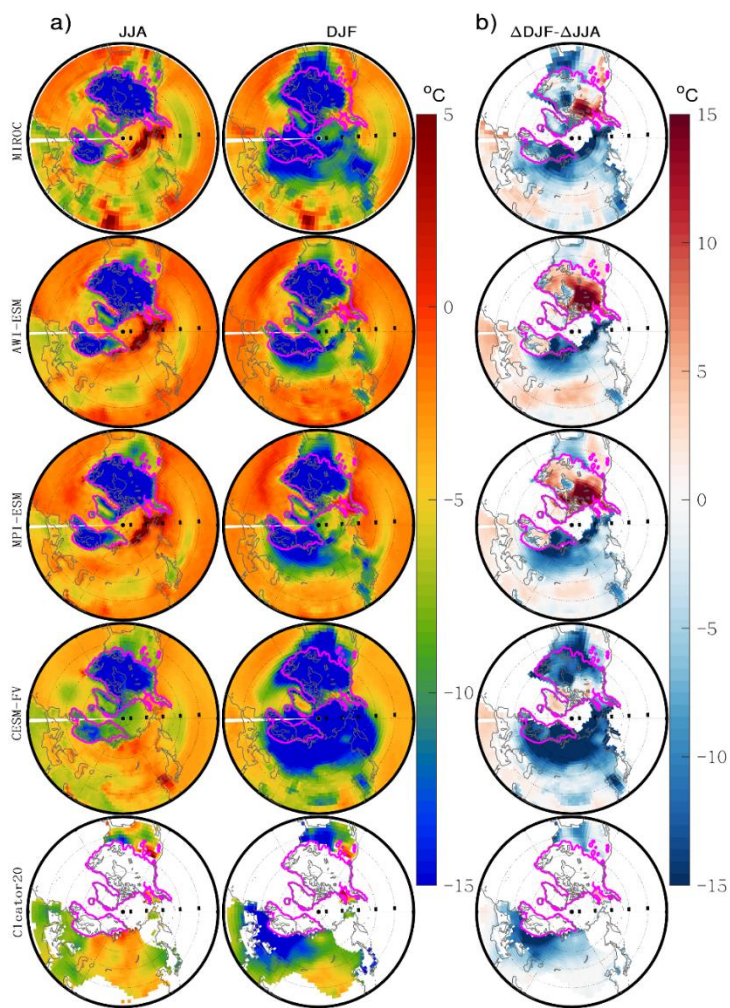 a)
b)
JJA
DJF
ΔDJF-ΔJJA
°C
°C
MIROC
AWI-ESM
MPI-ESM
CESM-FV
Cleator20
5
0
-5
-10
-15
15
10
5
0
-5
-10
-15